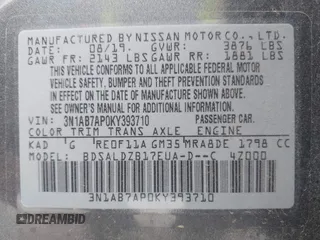 MANUFACTURED BY NISSAN MOTOR CO., LTD.
DATE: 08/19. GVWR: 3876 LBS
GAWR FR: 2143 LBS GAWR RR: 1881 LBS
THIS VEHICLE CONFORMS TO ALL APPLICABLE FEDERAL MOTOR
VEHICLE SAFETY, BUMPER AND THEFT PREVENTION
STANDARDS IN EFFECT ON THE DATE OF MANUFACTURE SHOWN ABOVE.
SEE OWNER'S MANUAL FOR ADDITIONAL INFORMATION.
VIN: 3N1AB7AP0KY393710 PASSENGER CAR.
COLOR TRIM TRANS AXLE ENGINE
KAD G RE0F11A GM35 MRA8DE 1798 CC
MODEL: BDSALDZB17EUA-D--C 42000
3N1AB7AP0KY393710
DREAMBID